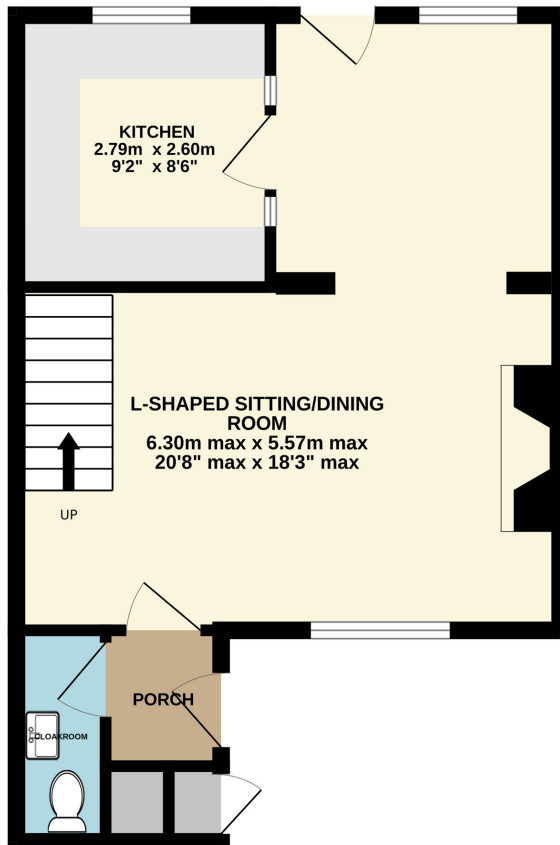 KITCHEN
2.79m x 2.60m
9'2" x 8'6"
L-SHAPED SITTING/DINING
ROOM
6.30m max x 5.57m max
20'8" max x 18'3" max
UP
PORCH
CLOAKROOM